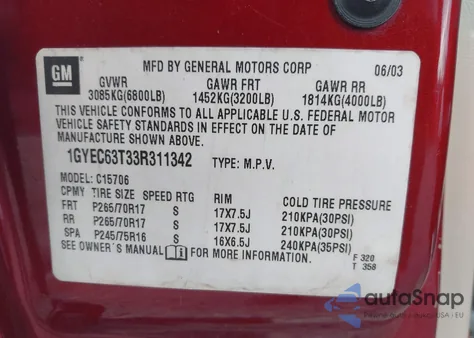 GM
MFD BY GENERAL MOTORS CORP 06/03
GVWR GAWR FRT GAWR RR
3085KG(6800LB) 1452KG(3200LB) 1814KG(4000LB)
THIS VEHICLE CONFORMS TO ALL APPLICABLE U.S. FEDERAL MOTOR
VEHICLE SAFETY STANDARDS IN EFFECT ON THE DATE OF
MANUFACTURE SHOWN ABOVE.
1GYEC63T33R311342 TYPE: M.P.V.
MODEL: C15706
CPMY TIRE SIZE SPEED RTG RIM COLD TIRE PRESSURE
FRT P265/70R17 S 17X7.5J 210KPA(30PSI)
RR P265/70R17 S 17X7.5J 210KPA(30PSI)
SPA P245/75R16 S 16X6.5J 240KPA(35PSI)
SEE OWNER'S MANUAL i FOR MORE INFORMATION
F 320
T 358
autoSnap